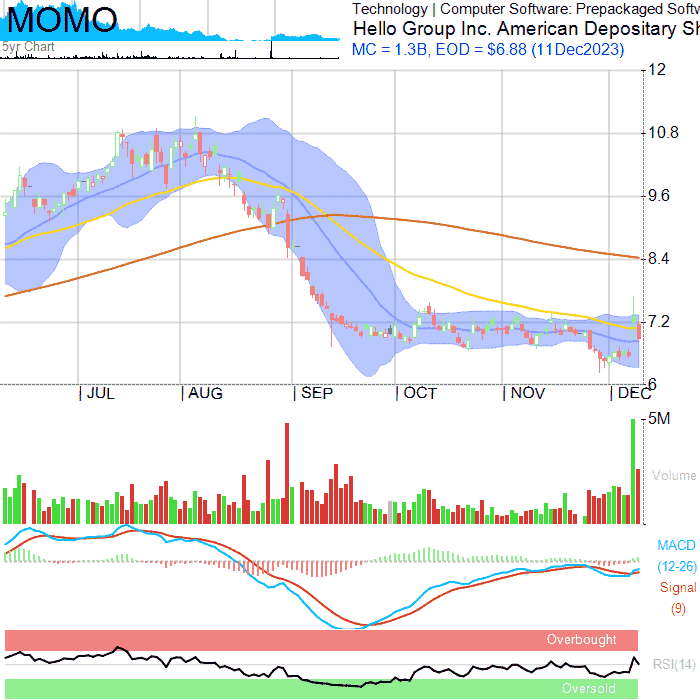 MOMO
5yr Chart
Technology | Computer Software: Prepackaged Softw
Hello Group Inc. American Depositary Sh
MC = 1.3B, EOD = $6.88 (11Dec2023)
12
10.8
9.6
8.4
7.2
6
JUL AUG SEP OCT NOV DEC
5M
Volume
MACD
(12-26)
Signal
(9)
Overbought
RSI(14)
Oversold